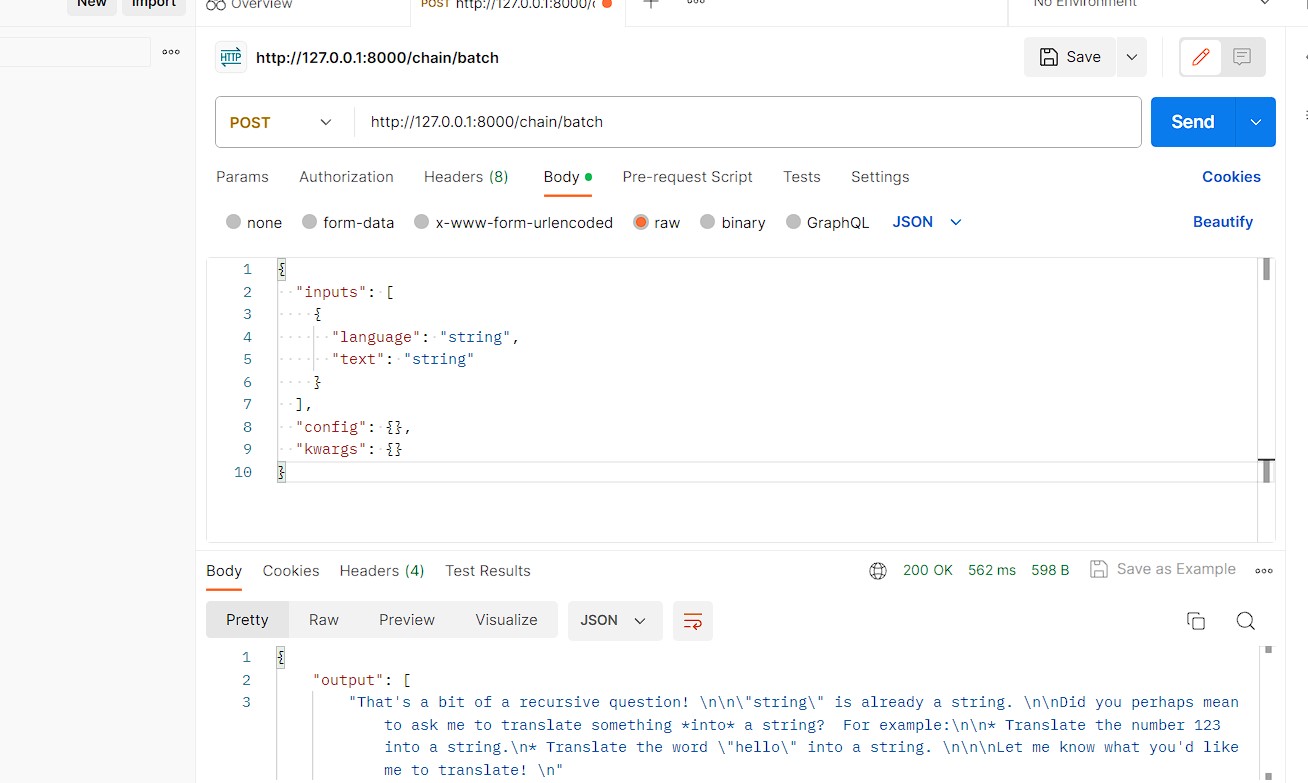 New
Import
Overview
POST http://127.0.0.1:8000/c
No Environment
HTTP
http://127.0.0.1:8000/chain/batch
Save
POST
http://127.0.0.1:8000/chain/batch
Send
Params
Authorization
Headers (8)
Body
Pre-request Script
Tests
Settings
Cookies
none
form-data
x-www-form-urlencoded
raw
binary
GraphQL
JSON
Beautify
1 {
2 "inputs": [
3 {
4 "language": "string",
5 "text": "string"
6 }
7 ],
8 "config": {},
9 "kwargs": {}
10 }
Body
Cookies
Headers (4)
Test Results
200 OK
562 ms
598 B
Save as Example
Pretty
Raw
Preview
Visualize
JSON
1 {
2 "output": [
3 "That's a bit of a recursive question! \n\n\"string\" is already a string. \n\nDid you perhaps mean
to ask me to translate something *into* a string?  For example:\n\n* Translate the number 123
into a string.\n* Translate the word \"hello\" into a string. \n\n\nLet me know what you'd like
me to translate! \n"